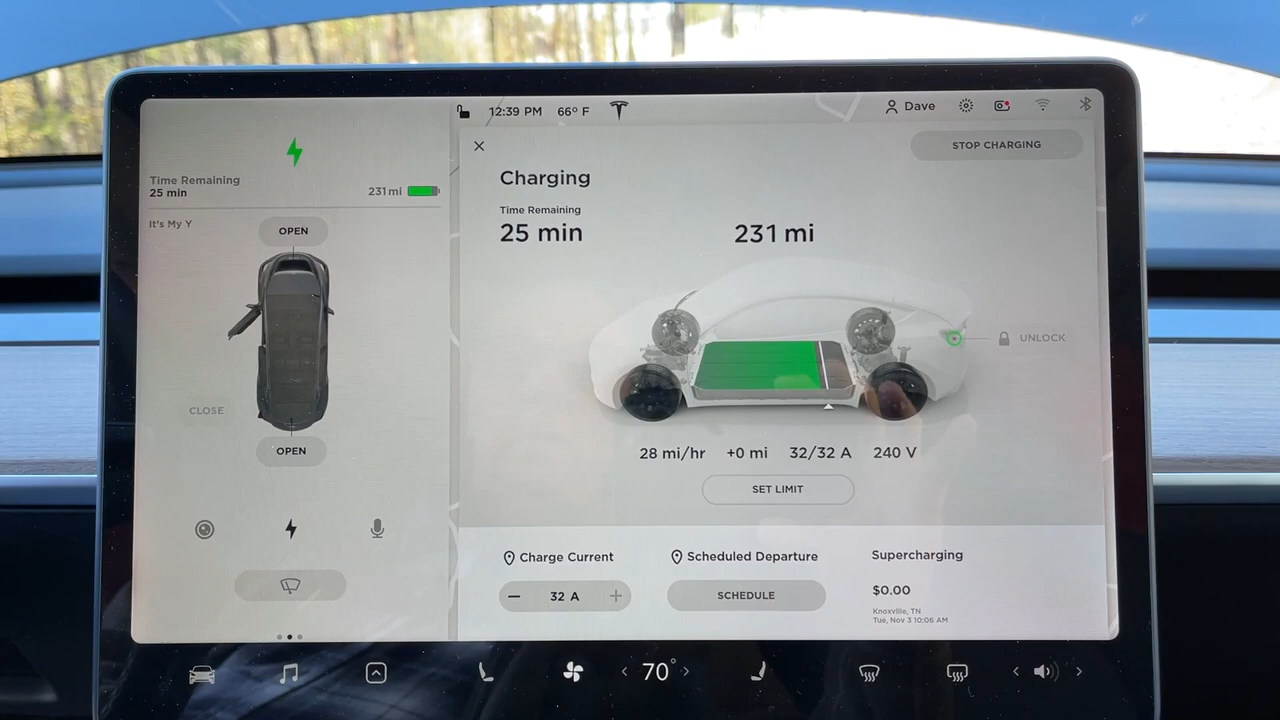 12:39 PM 66° F
Dave
Time Remaining
25 min
231 mi
It's My Y
OPEN
CLOSE
OPEN
STOP CHARGING
Charging
Time Remaining
25 min
231 mi
UNLOCK
28 mi/hr +0 mi 32/32 A 240 V
SET LIMIT
Charge Current
− 32 A +
Scheduled Departure
SCHEDULE
Supercharging
$0.00
Knoxville, TN
Tue, Nov 3 10:06 AM
70°